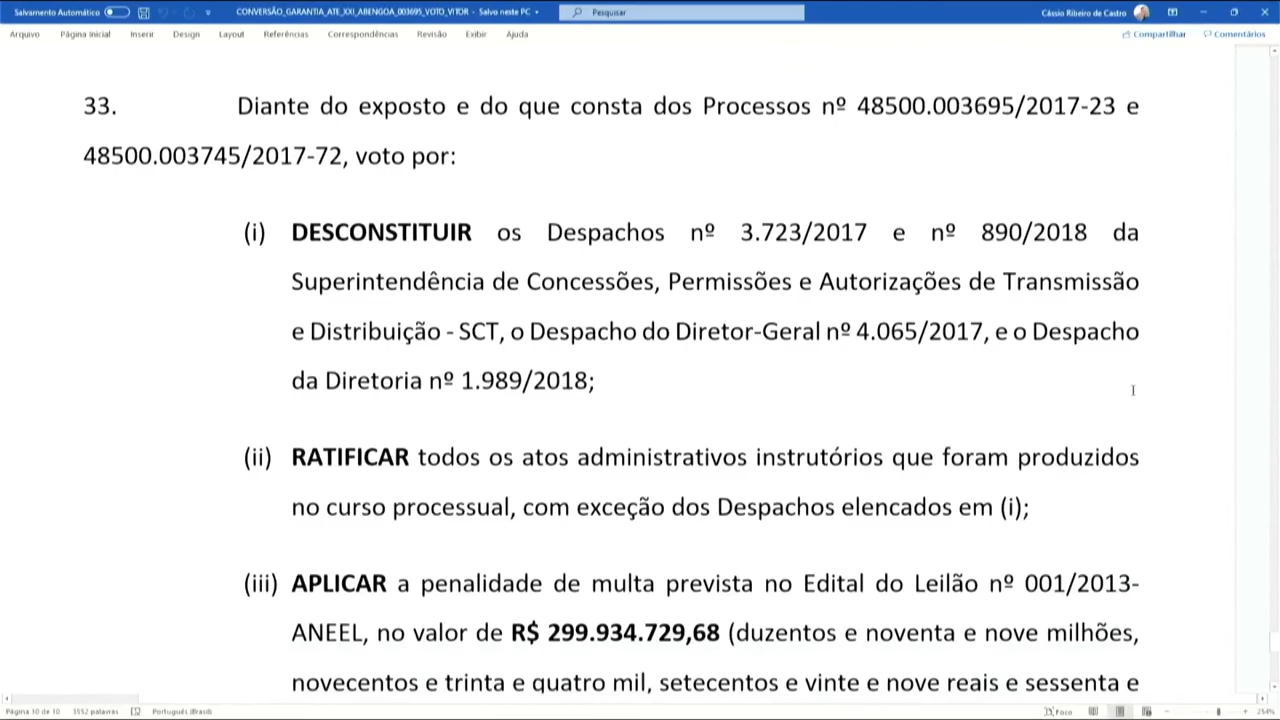 Salvamento Automático
CONVERSÃO_GARANTIA_ATE_XXI_ABENGOA_003695_VOTO_VITOR - Salvo neste PC
Pesquisar
Cássio Ribeiro de Castro
Arquivo Página Inicial Inserir Design Layout Referências Correspondências Revisão Exibir Ajuda
Compartilhar Comentários
33. Diante do exposto e do que consta dos Processos nº 48500.003695/2017-23 e
48500.003745/2017-72, voto por:
(i) DESCONSTITUIR os Despachos nº 3.723/2017 e nº 890/2018 da
Superintendência de Concessões, Permissões e Autorizações de Transmissão
e Distribuição - SCT, o Despacho do Diretor-Geral nº 4.065/2017, e o Despacho
da Diretoria nº 1.989/2018;
(ii) RATIFICAR todos os atos administrativos instrutórios que foram produzidos
no curso processual, com exceção dos Despachos elencados em (i);
(iii) APLICAR a penalidade de multa prevista no Edital do Leilão nº 001/2013-
ANEEL, no valor de R$ 299.934.729,68 (duzentos e noventa e nove milhões,
novecentos e trinta e quatro mil, setecentos e vinte e nove reais e sessenta e
Página 10 de 10 3552 palavras Português (Brasil)
Foco 254%